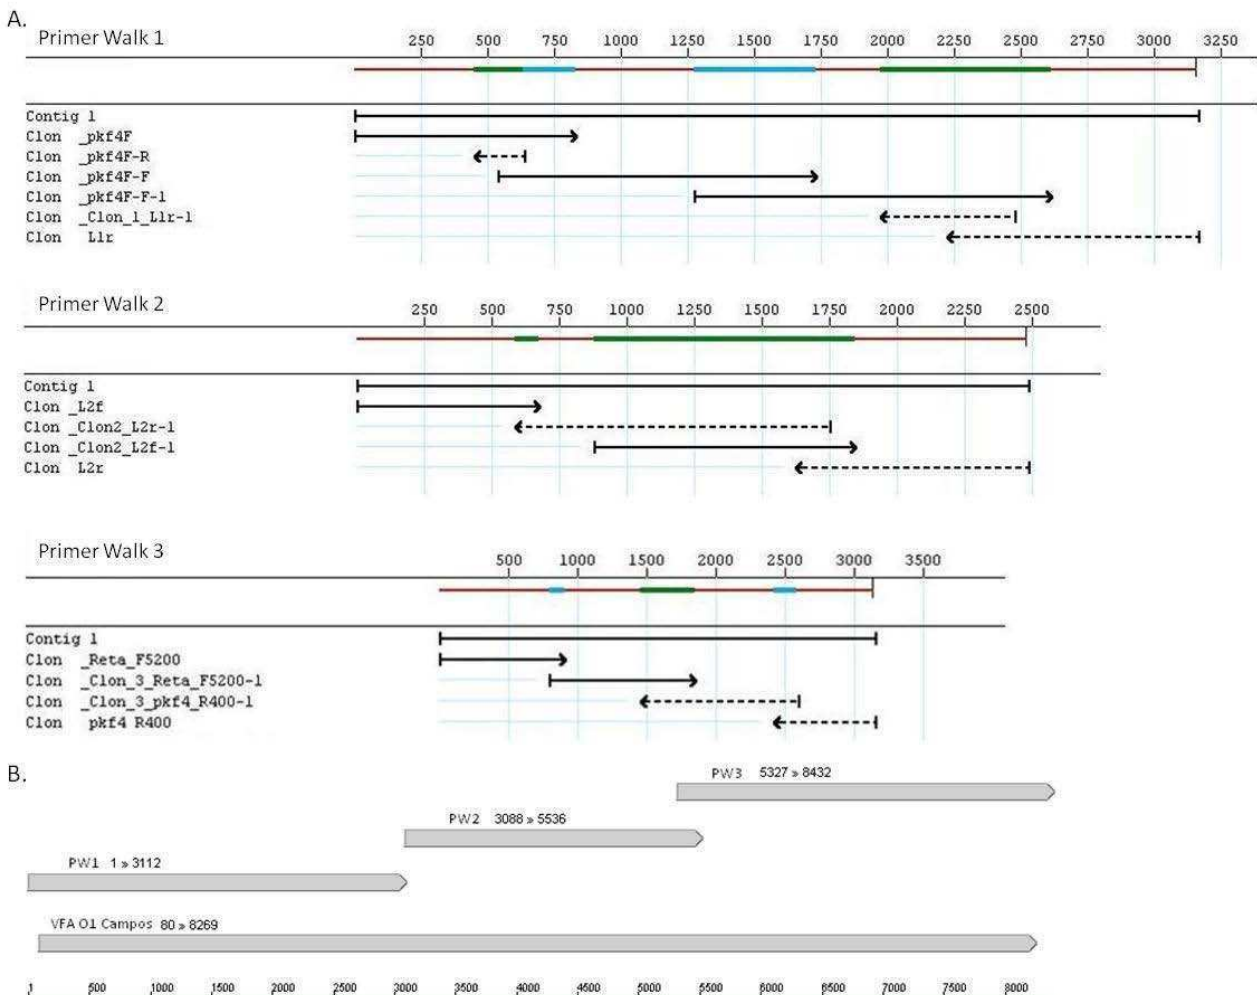 A.
Primer Walk 1
250 500 750 1000 1250 1500 1750 2000 2250 2500 2750 3000 3250
Contig 1
Clon _pkf4F
Clon _pkf4F-R
Clon _pkf4F-F
Clon _pkf4F-F-1
Clon _Clon_1_L1r-1
Clon L1r
Primer Walk 2
250 500 750 1000 1250 1500 1750 2000 2250 2500
Contig 1
Clon _L2f
Clon _Clon2_L2r-1
Clon _Clon2_L2f-1
Clon L2r
Primer Walk 3
500 1000 1500 2000 2500 3000 3500
Contig 1
Clon _Reta_F5200
Clon _Clon_3_Reta_F5200-1
Clon _Clon_3_pkf4_R400-1
Clon pkf4 R400
B.
PW3 5327 » 8432
PW2 3088 » 5536
PW1 1 » 3112
VFA O1 Campos 80 » 8269
1 500 1000 1500 2000 2500 3000 3500 4000 4500 5000 5500 6000 6500 7000 7500 8000